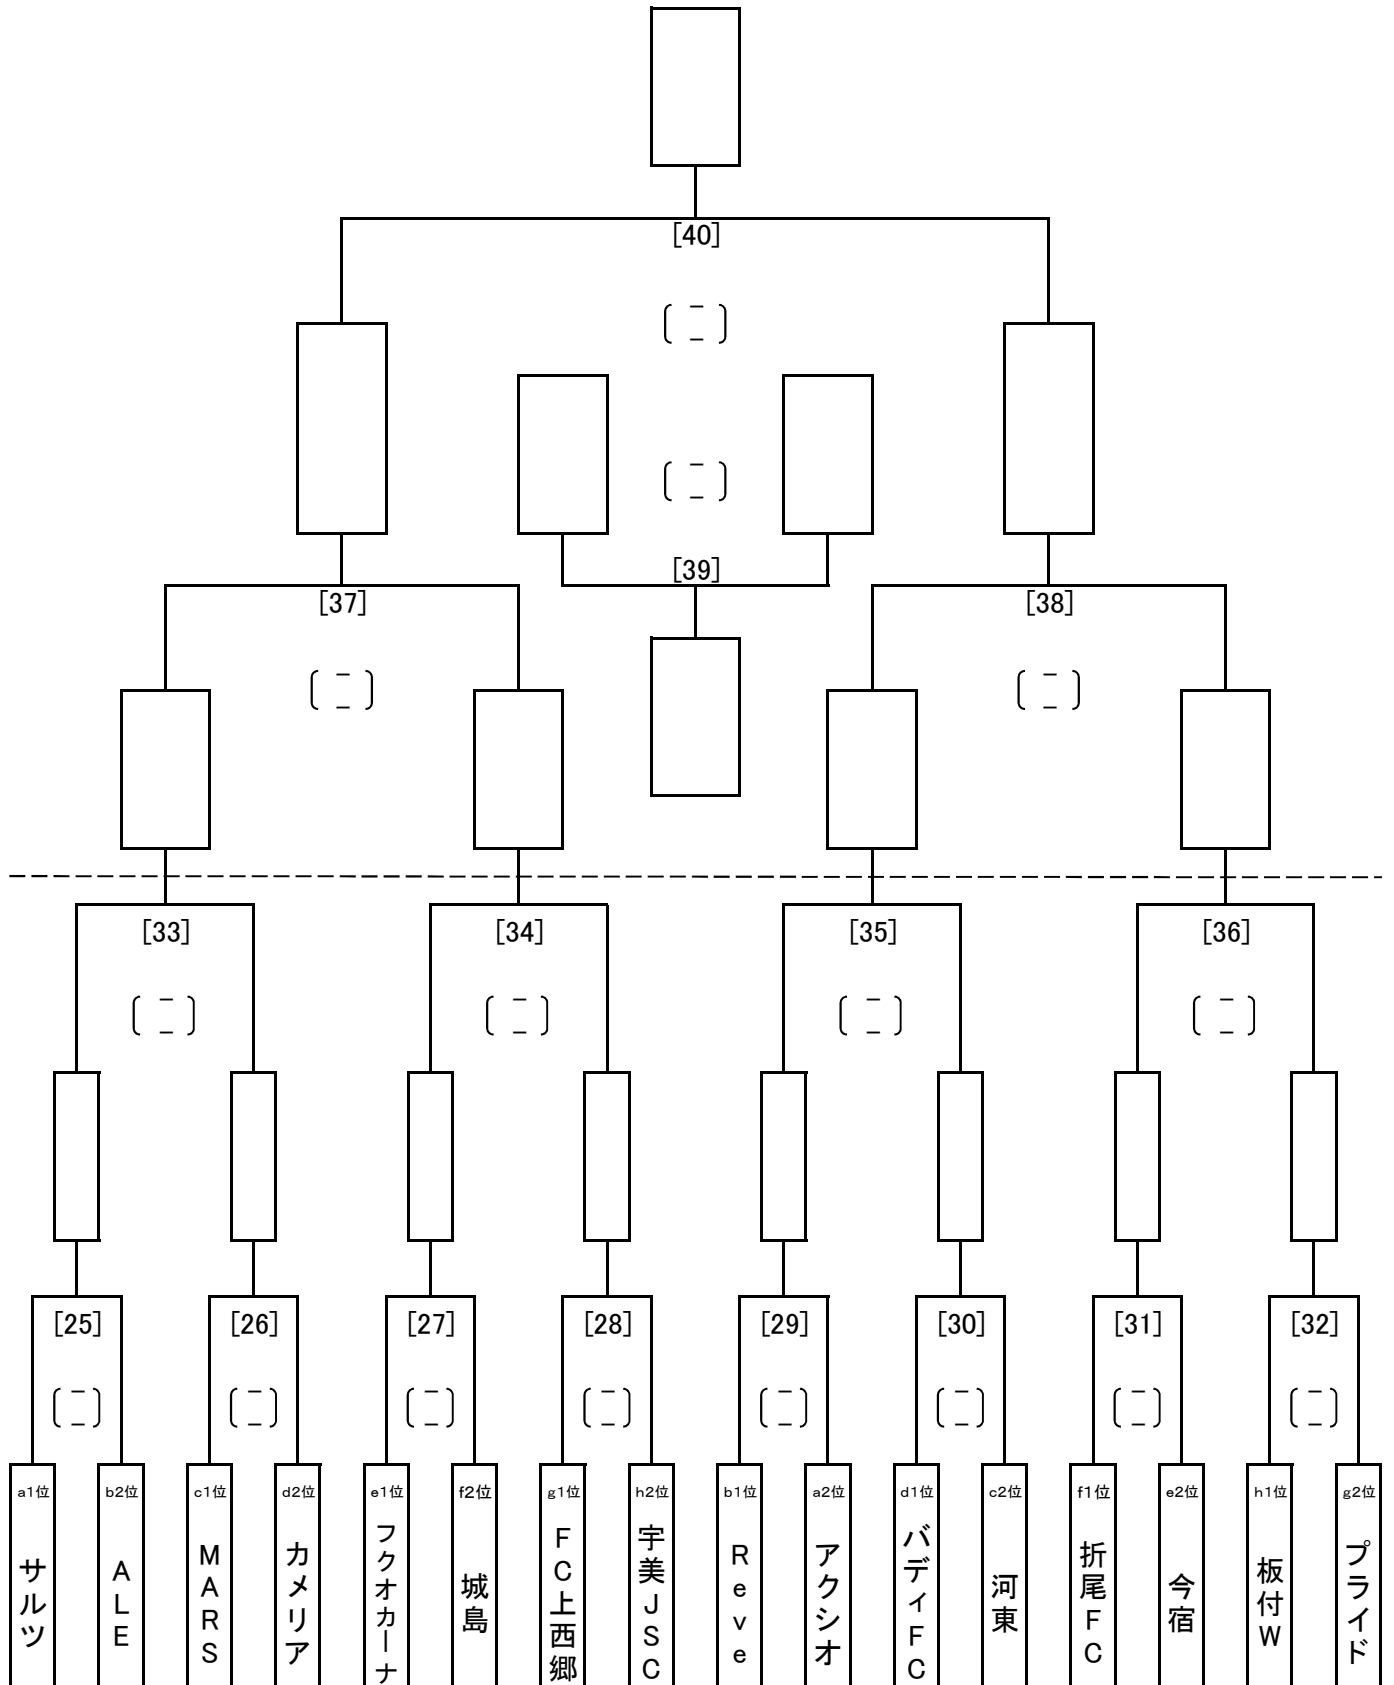 [40]
( - )
( - )
[39]
[37]
[38]
( - )
( - )
[33]
[34]
[35]
[36]
( - )
( - )
( - )
( - )
[25]
[26]
[27]
[28]
[29]
[30]
[31]
[32]
( - )
( - )
( - )
( - )
( - )
( - )
( - )
( - )
a1位
サルツ
b2位
ALE
c1位
MARS
d2位
カメリア
e1位
フクオカーナ
f2位
城島
g1位
FC上西郷
h2位
宇美JSC
b1位
Reve
a2位
アクシオ
d1位
バディFC
c2位
河東
f1位
折尾FC
e2位
今宿
h1位
板付W
g2位
プライド